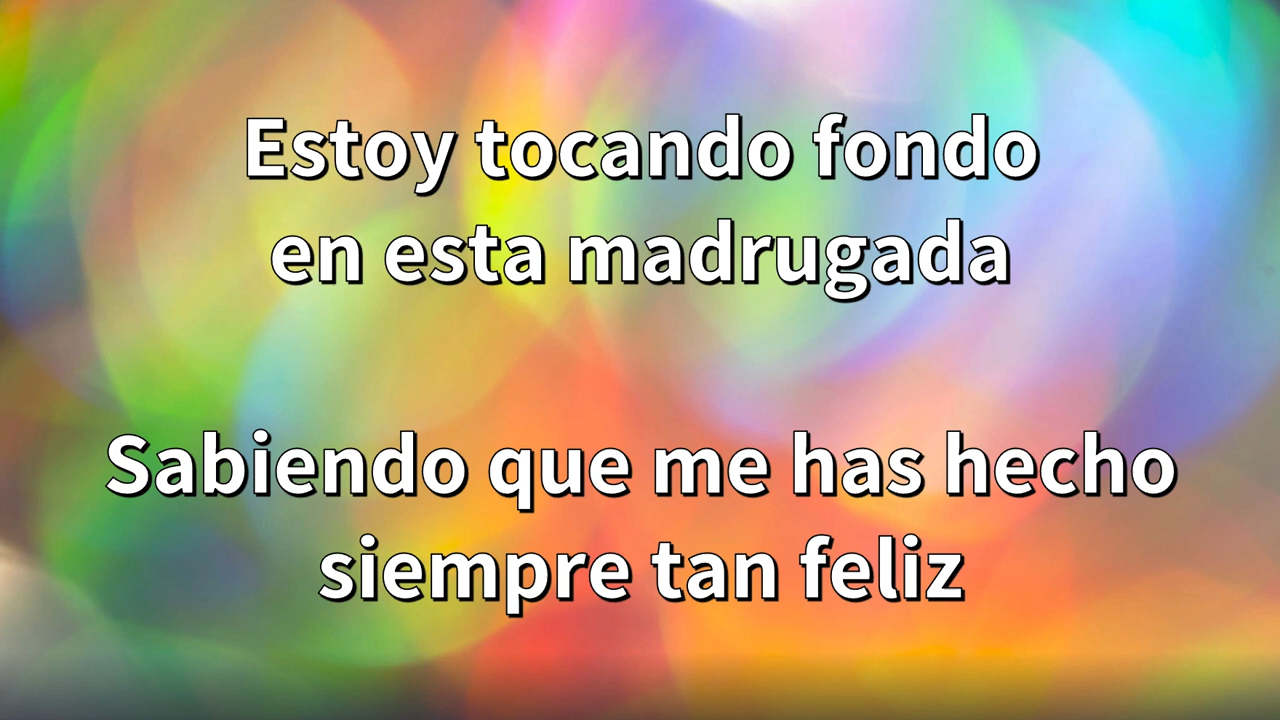 Estoy tocando fondo
en esta madrugada
Sabiendo que me has hecho
siempre tan feliz